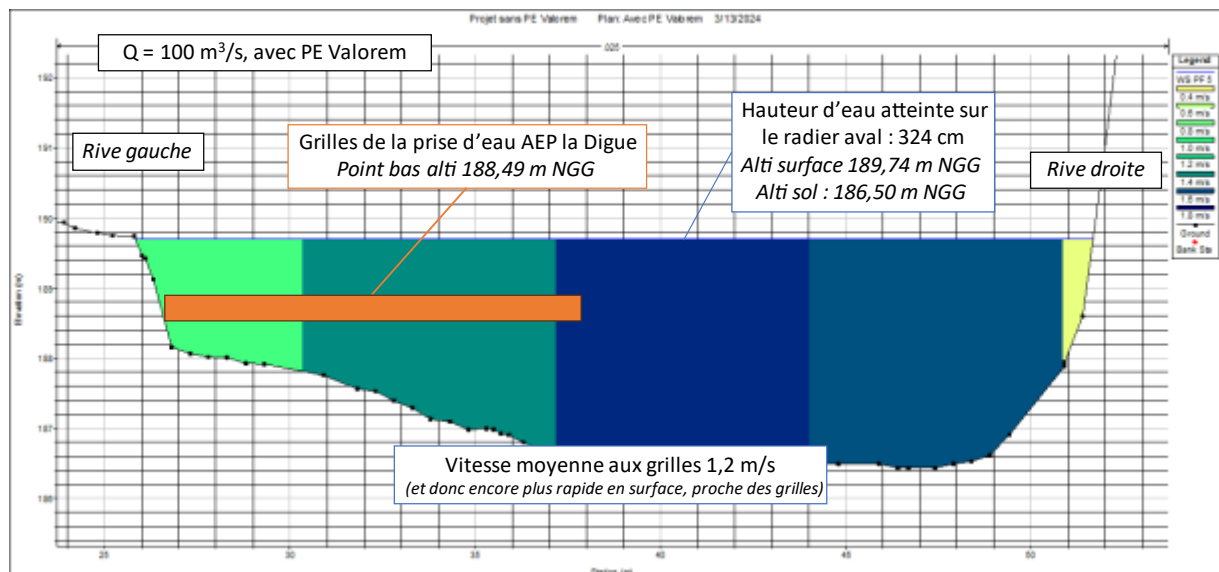 Projet sans PE Valorem Plan: Avec PE Valorem 3/13/2024
.025
Q = 100 m³/s, avec PE Valorem
Rive gauche
Grilles de la prise d'eau AEP la Digue
Point bas alti 188,49 m NGG
Hauteur d'eau atteinte sur
le radier aval : 324 cm
Alti surface 189,74 m NGG
Alti sol : 186,50 m NGG
Rive droite
Legend
WS PF 5
0.4 m/s
0.6 m/s
0.8 m/s
1.0 m/s
1.2 m/s
1.4 m/s
1.6 m/s
1.8 m/s
Ground
Bank Sta
192
191
190
189
188
187
186
Elevation (m)
Vitesse moyenne aux grilles 1,2 m/s
(et donc encore plus rapide en surface, proche des grilles)
25
30
35
40
45
50